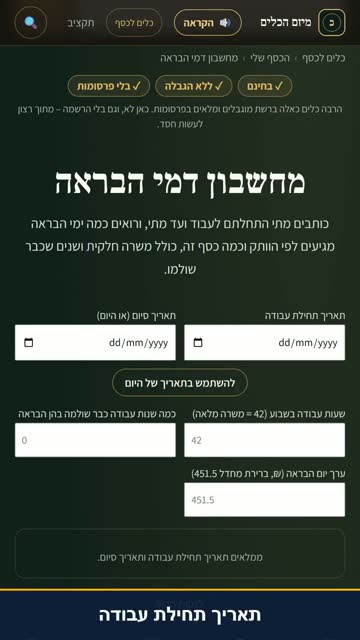 מיזם הכלים
🔊 הקראה
כלים לכסף
תקציב
כלים לכסף › הכסף שלי › מחשבון דמי הבראה
✓ בחינם
✓ ללא הגבלה
✓ בלי פרסומות
הרבה כלים כאלה ברשת מוגבלים ומלאים בפרסומות. כאן לא, וגם בלי הרשמה – מתוך רצון
לעשות חסד.
מחשבון דמי הבראה
כותבים מתי התחלתם לעבוד ועד מתי, ורואים כמה ימי הבראה
מגיעים לפי הוותק וכמה כסף זה, כולל משרה חלקית ושנים שכבר
שולמו.
תאריך תחילת עבודה
dd/mm/yyyy
תאריך סיום (או היום)
dd/mm/yyyy
להשתמש בתאריך של היום
שעות עבודה בשבוע (42 = משרה מלאה)
42
כמה שנות עבודה כבר שולמה בהן הבראה
0
ערך יום הבראה (₪, ברירת מחדל 451.5)
451.5
ממלאים תאריך תחילת עבודה ותאריך סיום.
תאריך תחילת עבודה